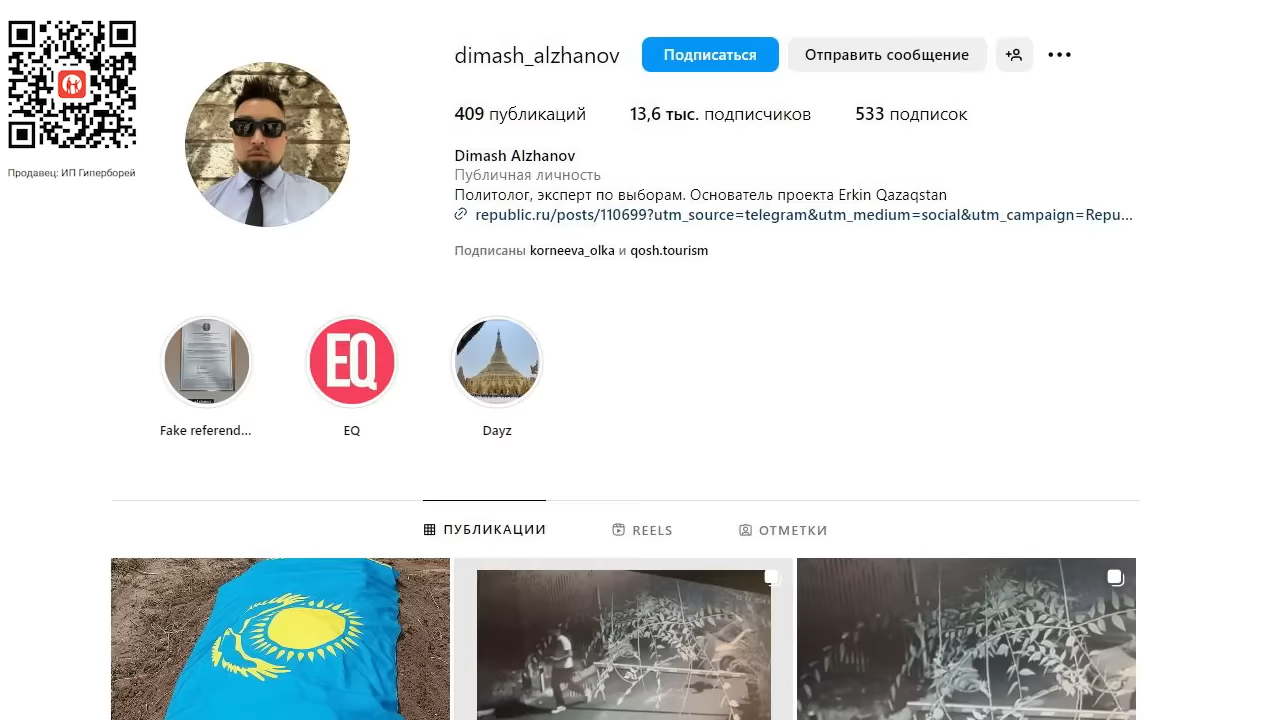 Продавец: ИП Гиперборей
dimash_alzhanov
Подписаться
Отправить сообщение
409 публикаций
13,6 тыс. подписчиков
533 подписок
Dimash Alzhanov
Публичная личность
Политолог, эксперт по выборам. Основатель проекта Erkin Qazaqstan
republic.ru/posts/110699?utm_source=telegram&utm_medium=social&utm_campaign=Repu...
Подписаны korneeva_olka и qosh.tourism
EQ
Fake referend...
EQ
Dayz
ПУБЛИКАЦИИ
REELS
ОТМЕТКИ